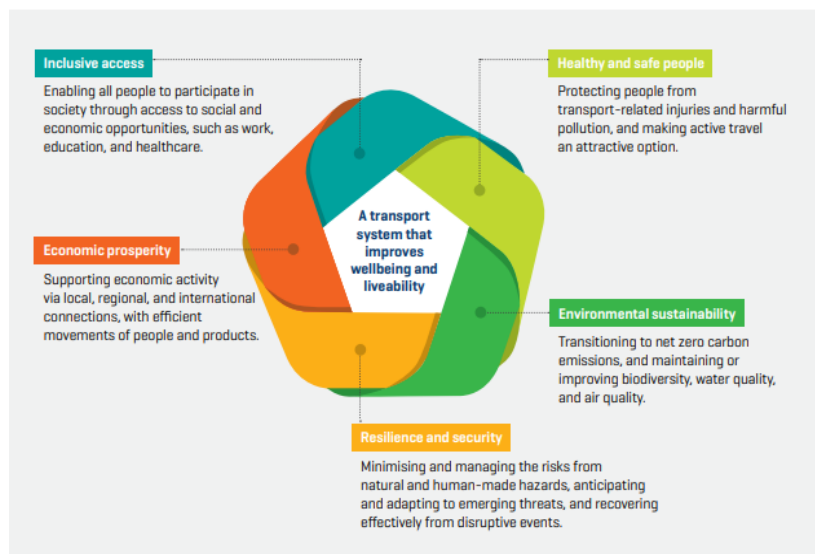 Inclusive access
Enabling all people to participate in
society through access to social and
economic opportunities, such as work,
education, and healthcare.
Healthy and safe people
Protecting people from
transport-related injuries and harmful
pollution, and making active travel
an attractive option.
A transport
system that
improves
wellbeing and
liveability
Economic prosperity
Supporting economic activity
via local, regional, and international
connections, with efficient
movements of people and products.
Environmental sustainability
Transitioning to net zero carbon
emissions, and maintaining or
improving biodiversity, water quality,
and air quality.
Resilience and security
Minimising and managing the risks from
natural and human-made hazards, anticipating
and adapting to emerging threats, and recovering
effectively from disruptive events.